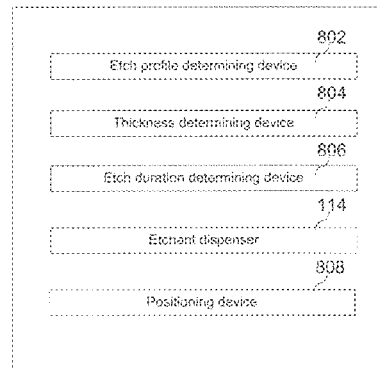 802
Etch profile determining device
804
Thickness determining device
806
Etch duration determining device
114
Etchant dispenser
808
Positioning device